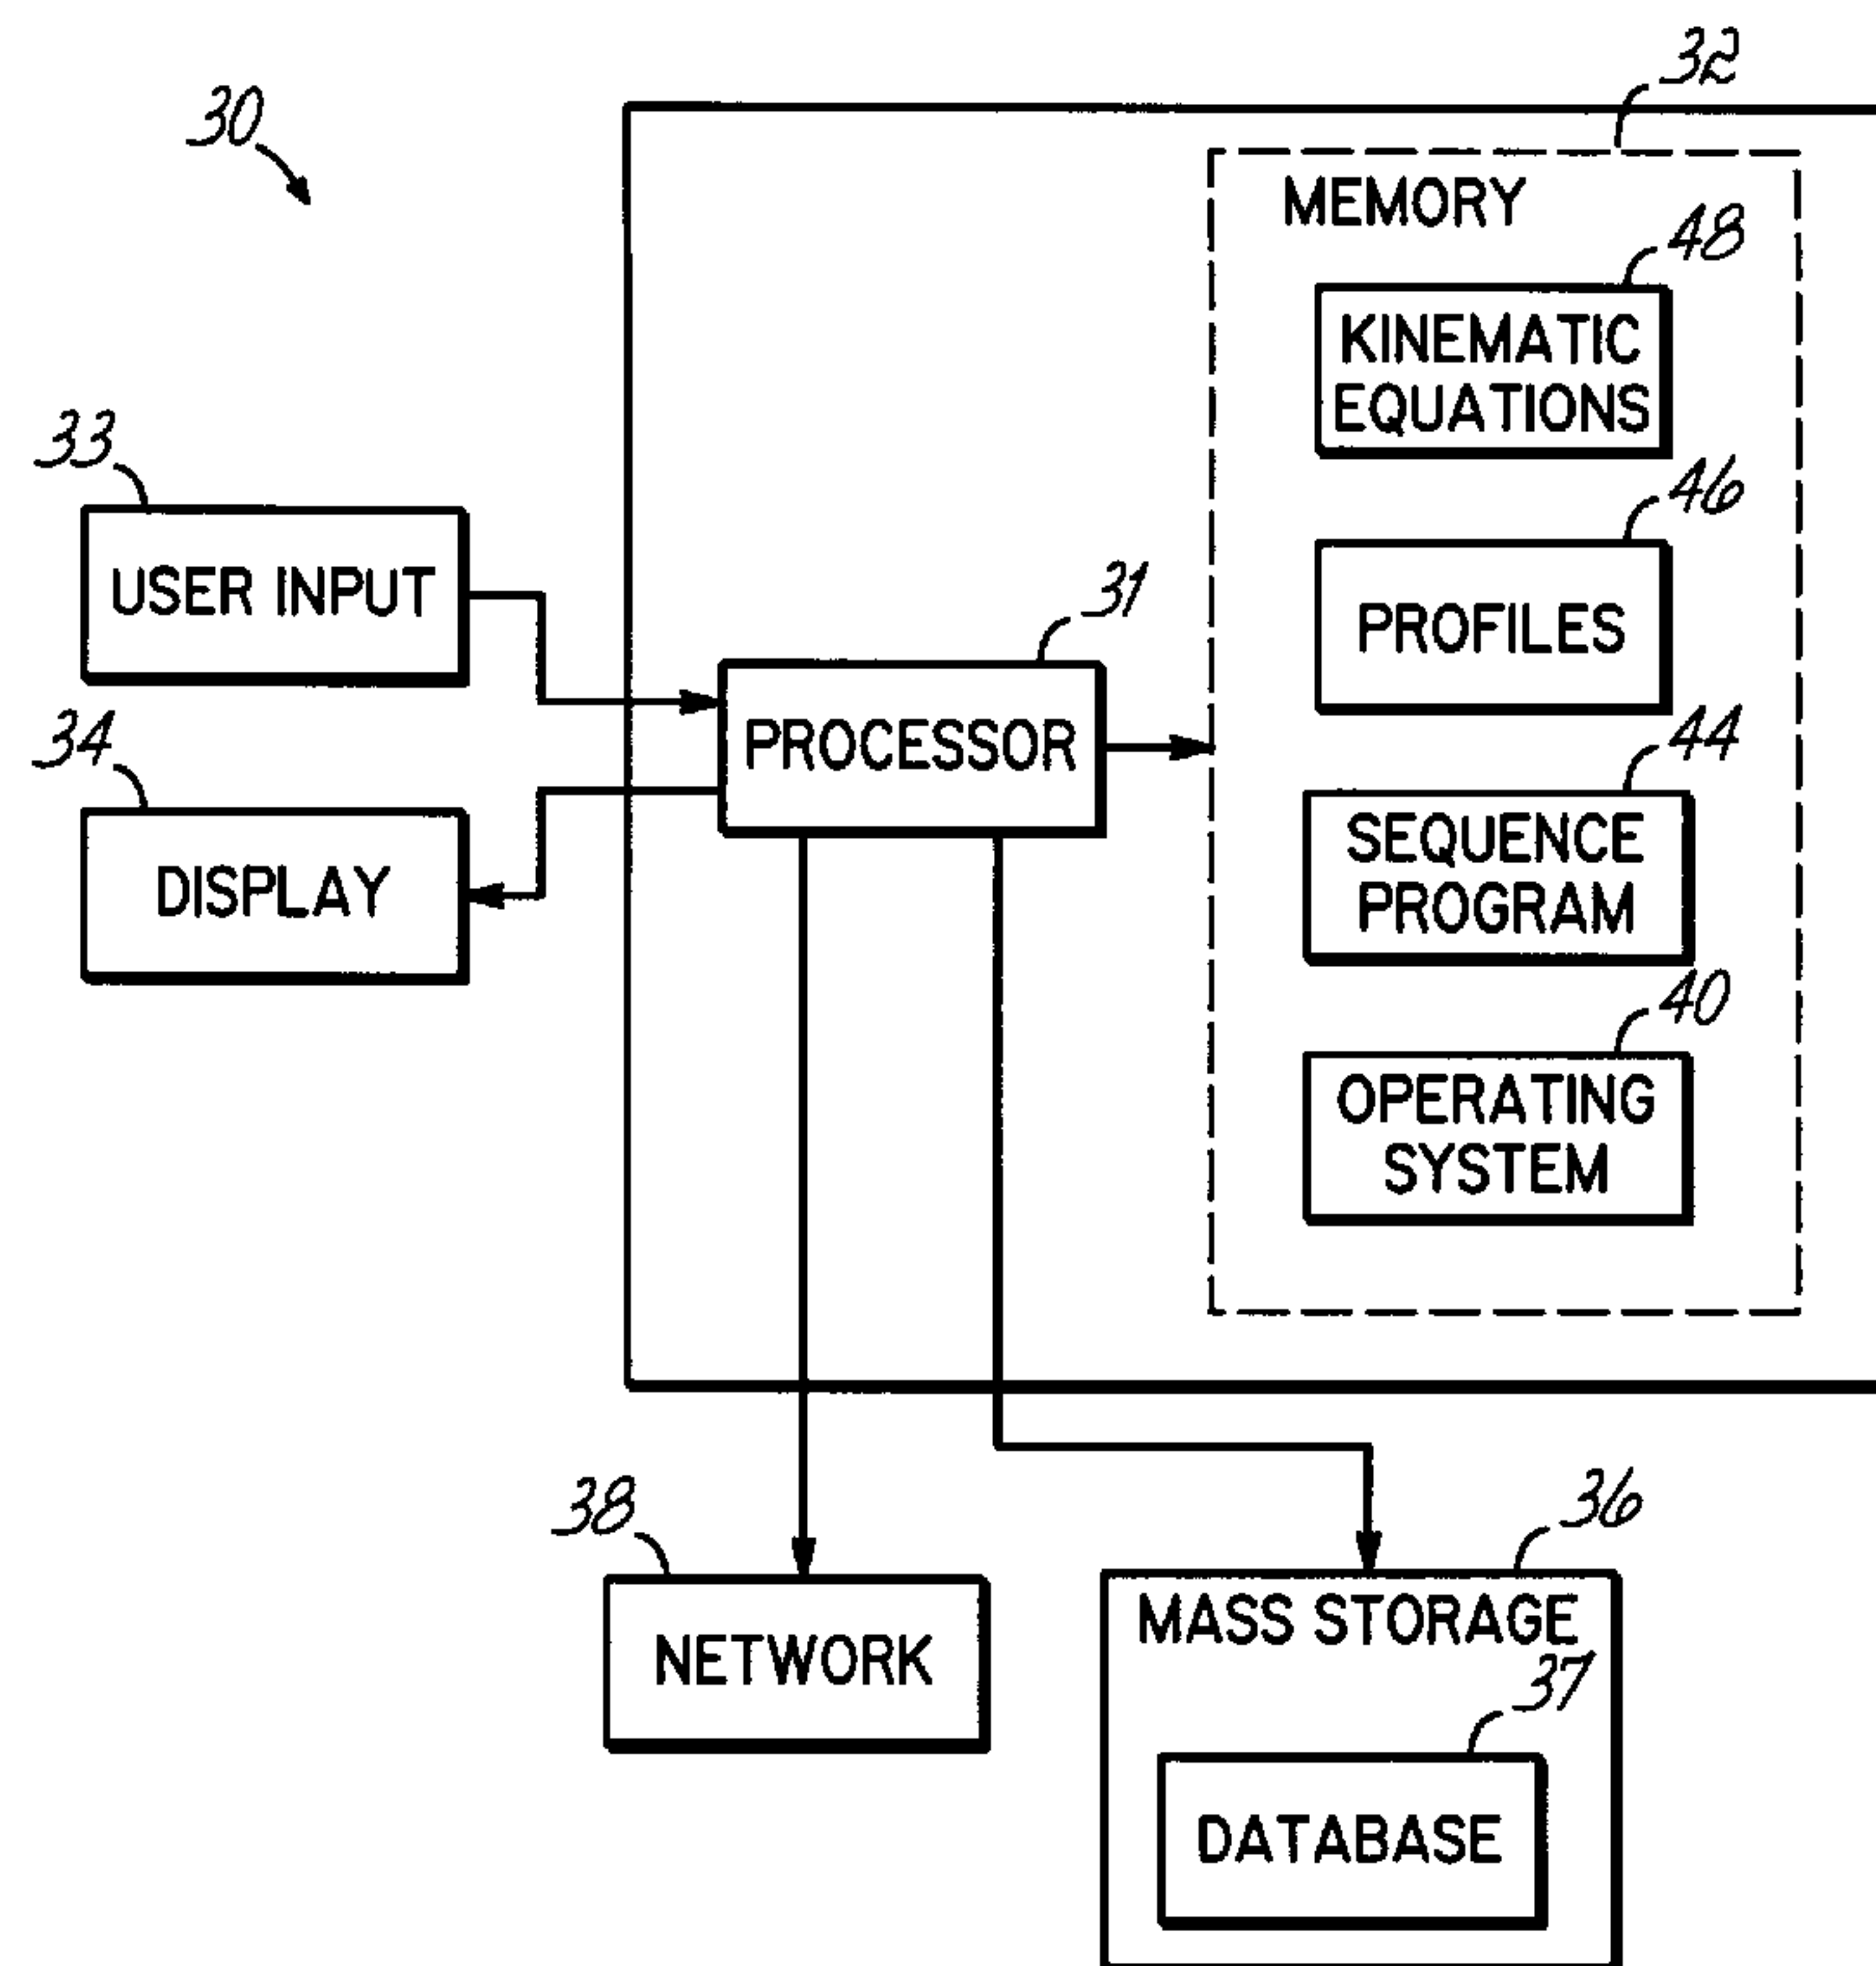 30
32
MEMORY
48
KINEMATIC
EQUATIONS
33
USER INPUT
46
PROFILES
31
PROCESSOR
34
DISPLAY
44
SEQUENCE
PROGRAM
40
OPERATING
SYSTEM
38
NETWORK
36
MASS STORAGE
37
DATABASE